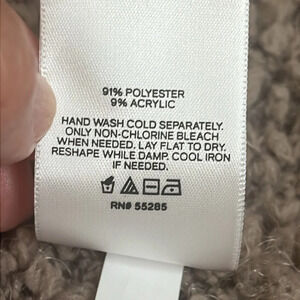 91% POLYESTER
9% ACRYLIC
HAND WASH COLD SEPARATELY.
ONLY NON-CHLORINE BLEACH
WHEN NEEDED. LAY FLAT TO DRY.
RESHAPE WHILE DAMP. COOL IRON
IF NEEDED.
RN# 55285